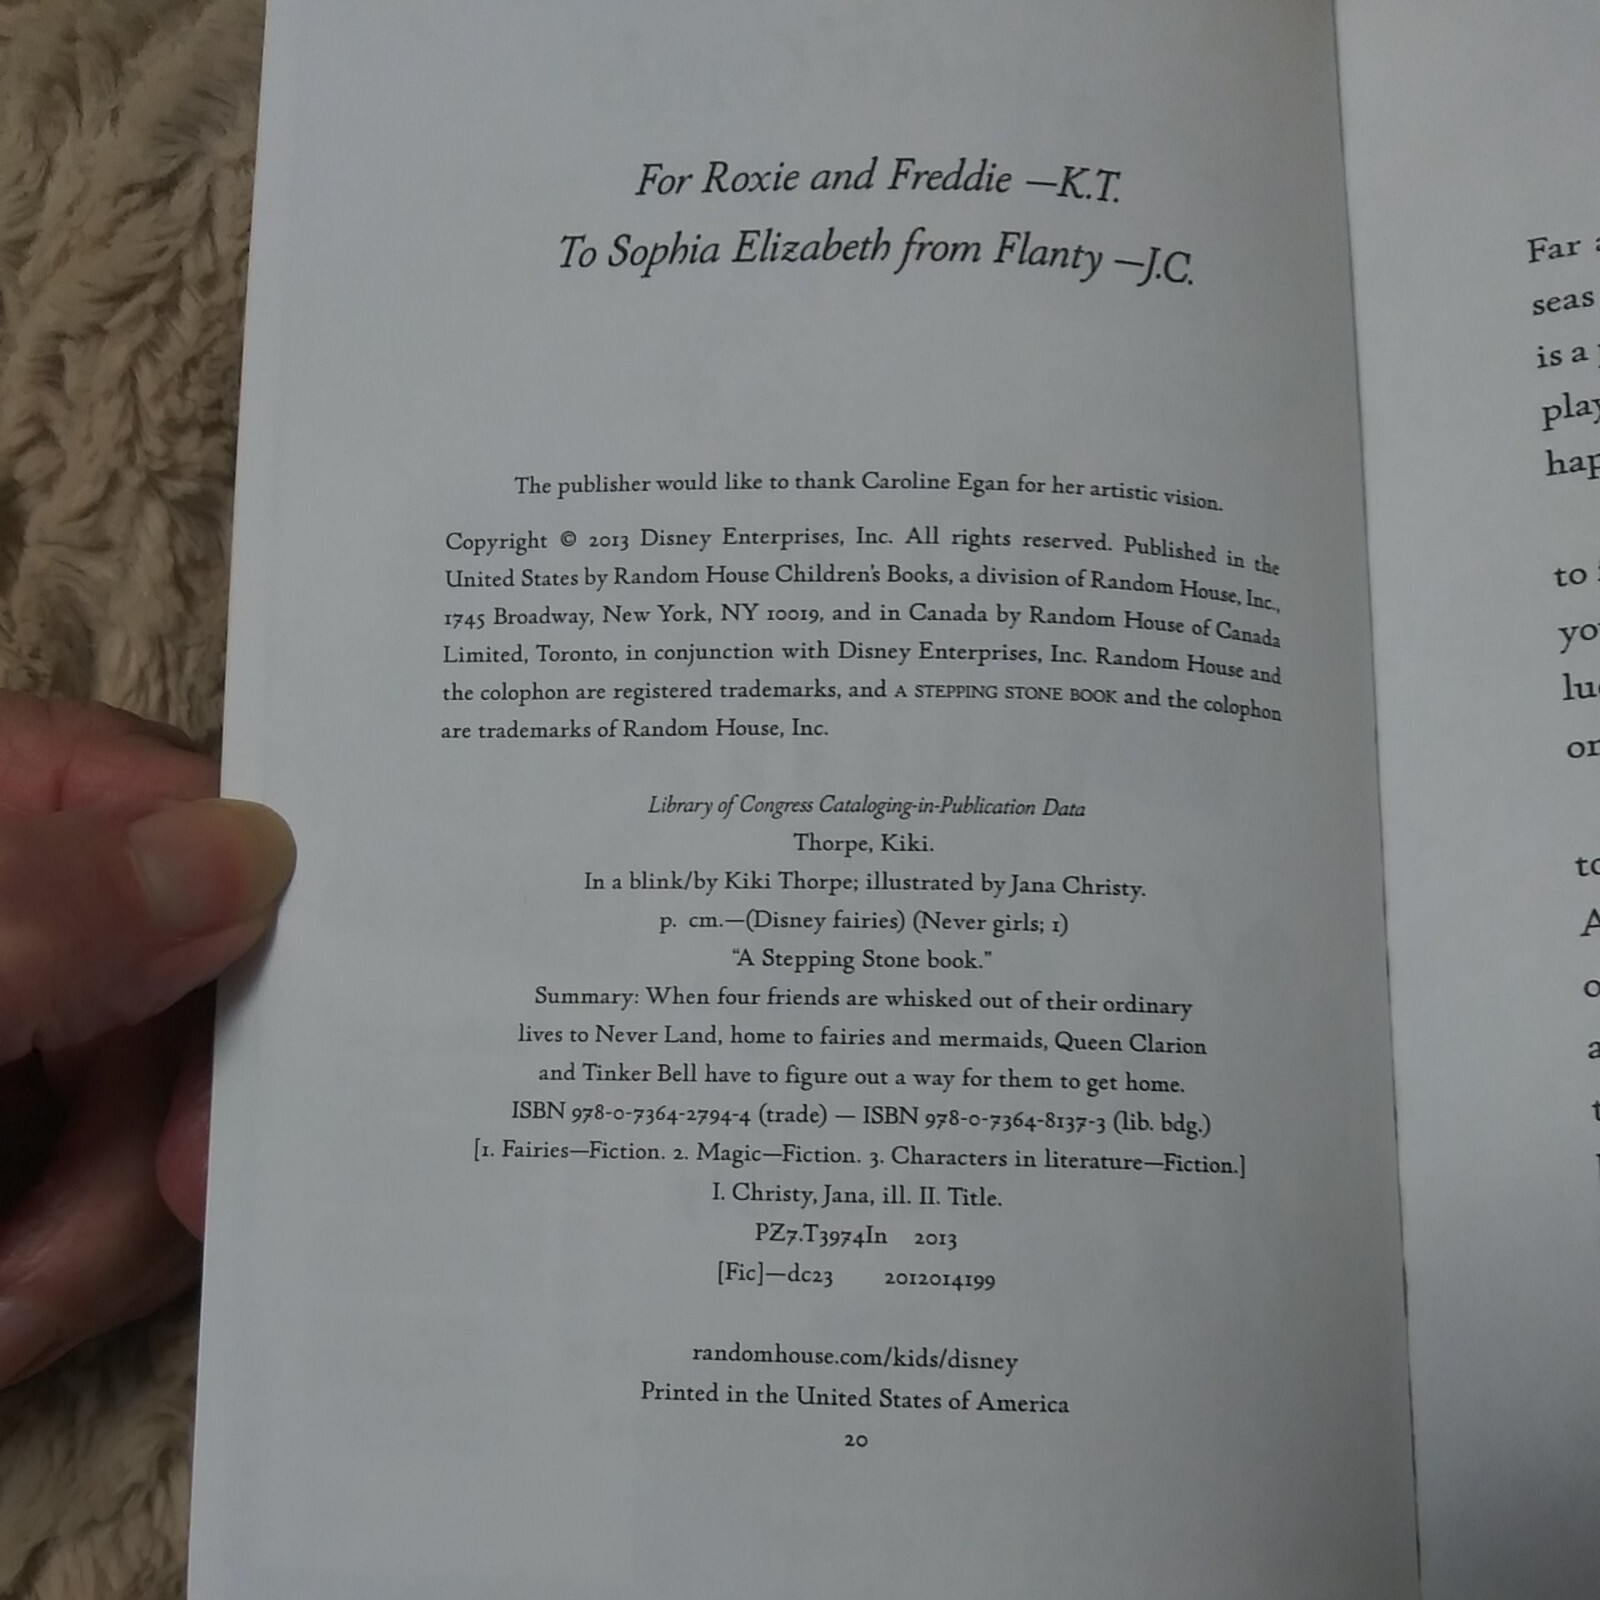 For Roxie and Freddie —K.T.
To Sophia Elizabeth from Flanty —J.C.
The publisher would like to thank Caroline Egan for her artistic vision.
Copyright © 2013 Disney Enterprises, Inc. All rights reserved. Published in the
United States by Random House Children's Books, a division of Random House, Inc.,
1745 Broadway, New York, NY 10019, and in Canada by Random House of Canada
Limited, Toronto, in conjunction with Disney Enterprises, Inc. Random House and
the colophon are registered trademarks, and A STEPPING STONE BOOK and the colophon
are trademarks of Random House, Inc.
Library of Congress Cataloging-in-Publication Data
Thorpe, Kiki.
In a blink/by Kiki Thorpe; illustrated by Jana Christy.
p. cm.—(Disney fairies) (Never girls; 1)
“A Stepping Stone book.”
Summary: When four friends are whisked out of their ordinary
lives to Never Land, home to fairies and mermaids, Queen Clarion
and Tinker Bell have to figure out a way for them to get home.
ISBN 978-0-7364-2794-4 (trade) — ISBN 978-0-7364-8137-3 (lib. bdg.)
[1. Fairies—Fiction. 2. Magic—Fiction. 3. Characters in literature—Fiction.]
I. Christy, Jana, ill. II. Title.
PZ7.T3974In 2013
[Fic]—dc23 2012014199
randomhouse.com/kids/disney
Printed in the United States of America
20
Far
seas
is a
to